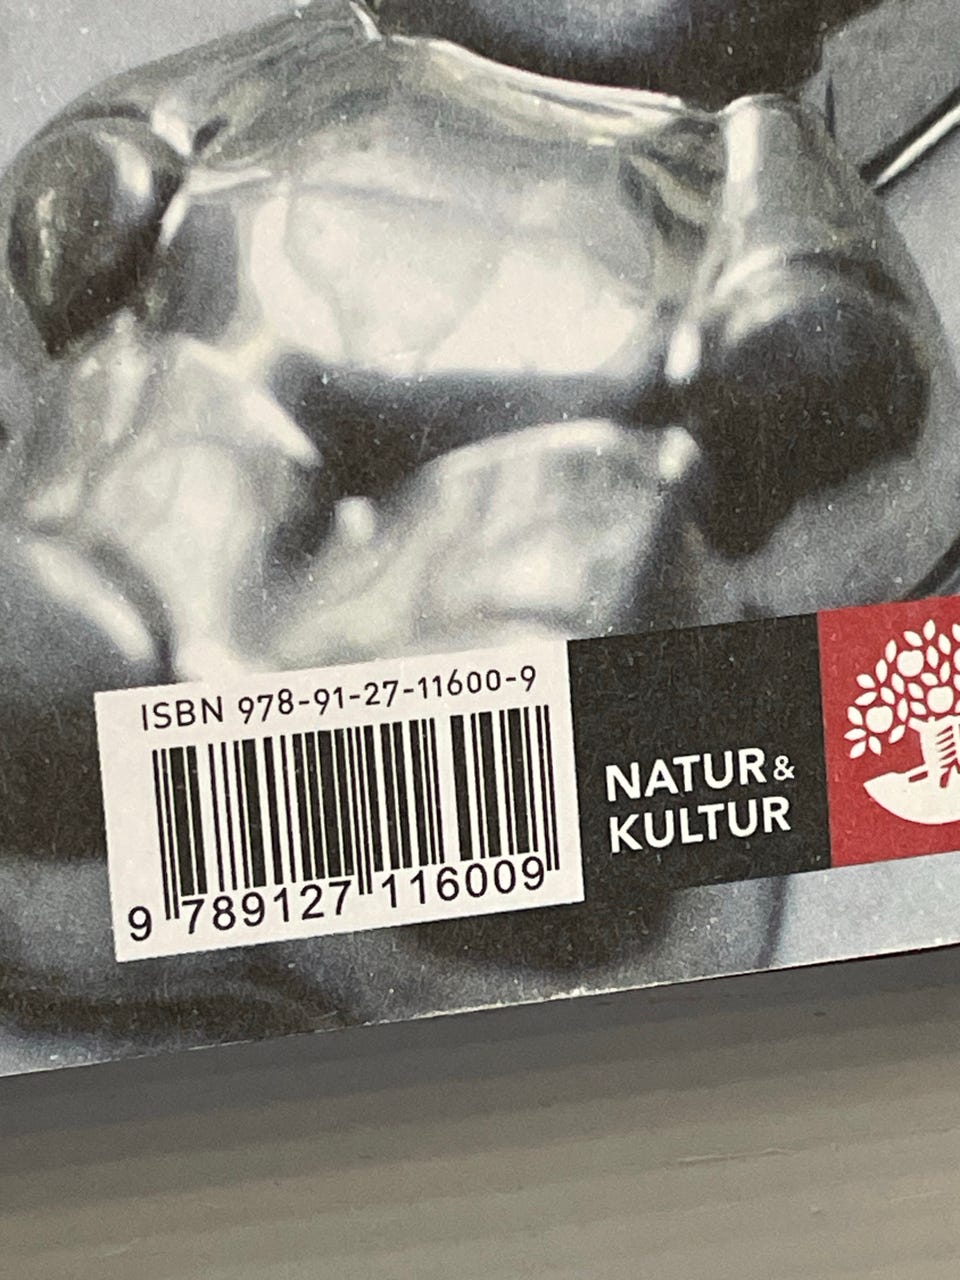 ISBN 978-91-27-11600-9
9 789127 116009
NATUR &
KULTUR